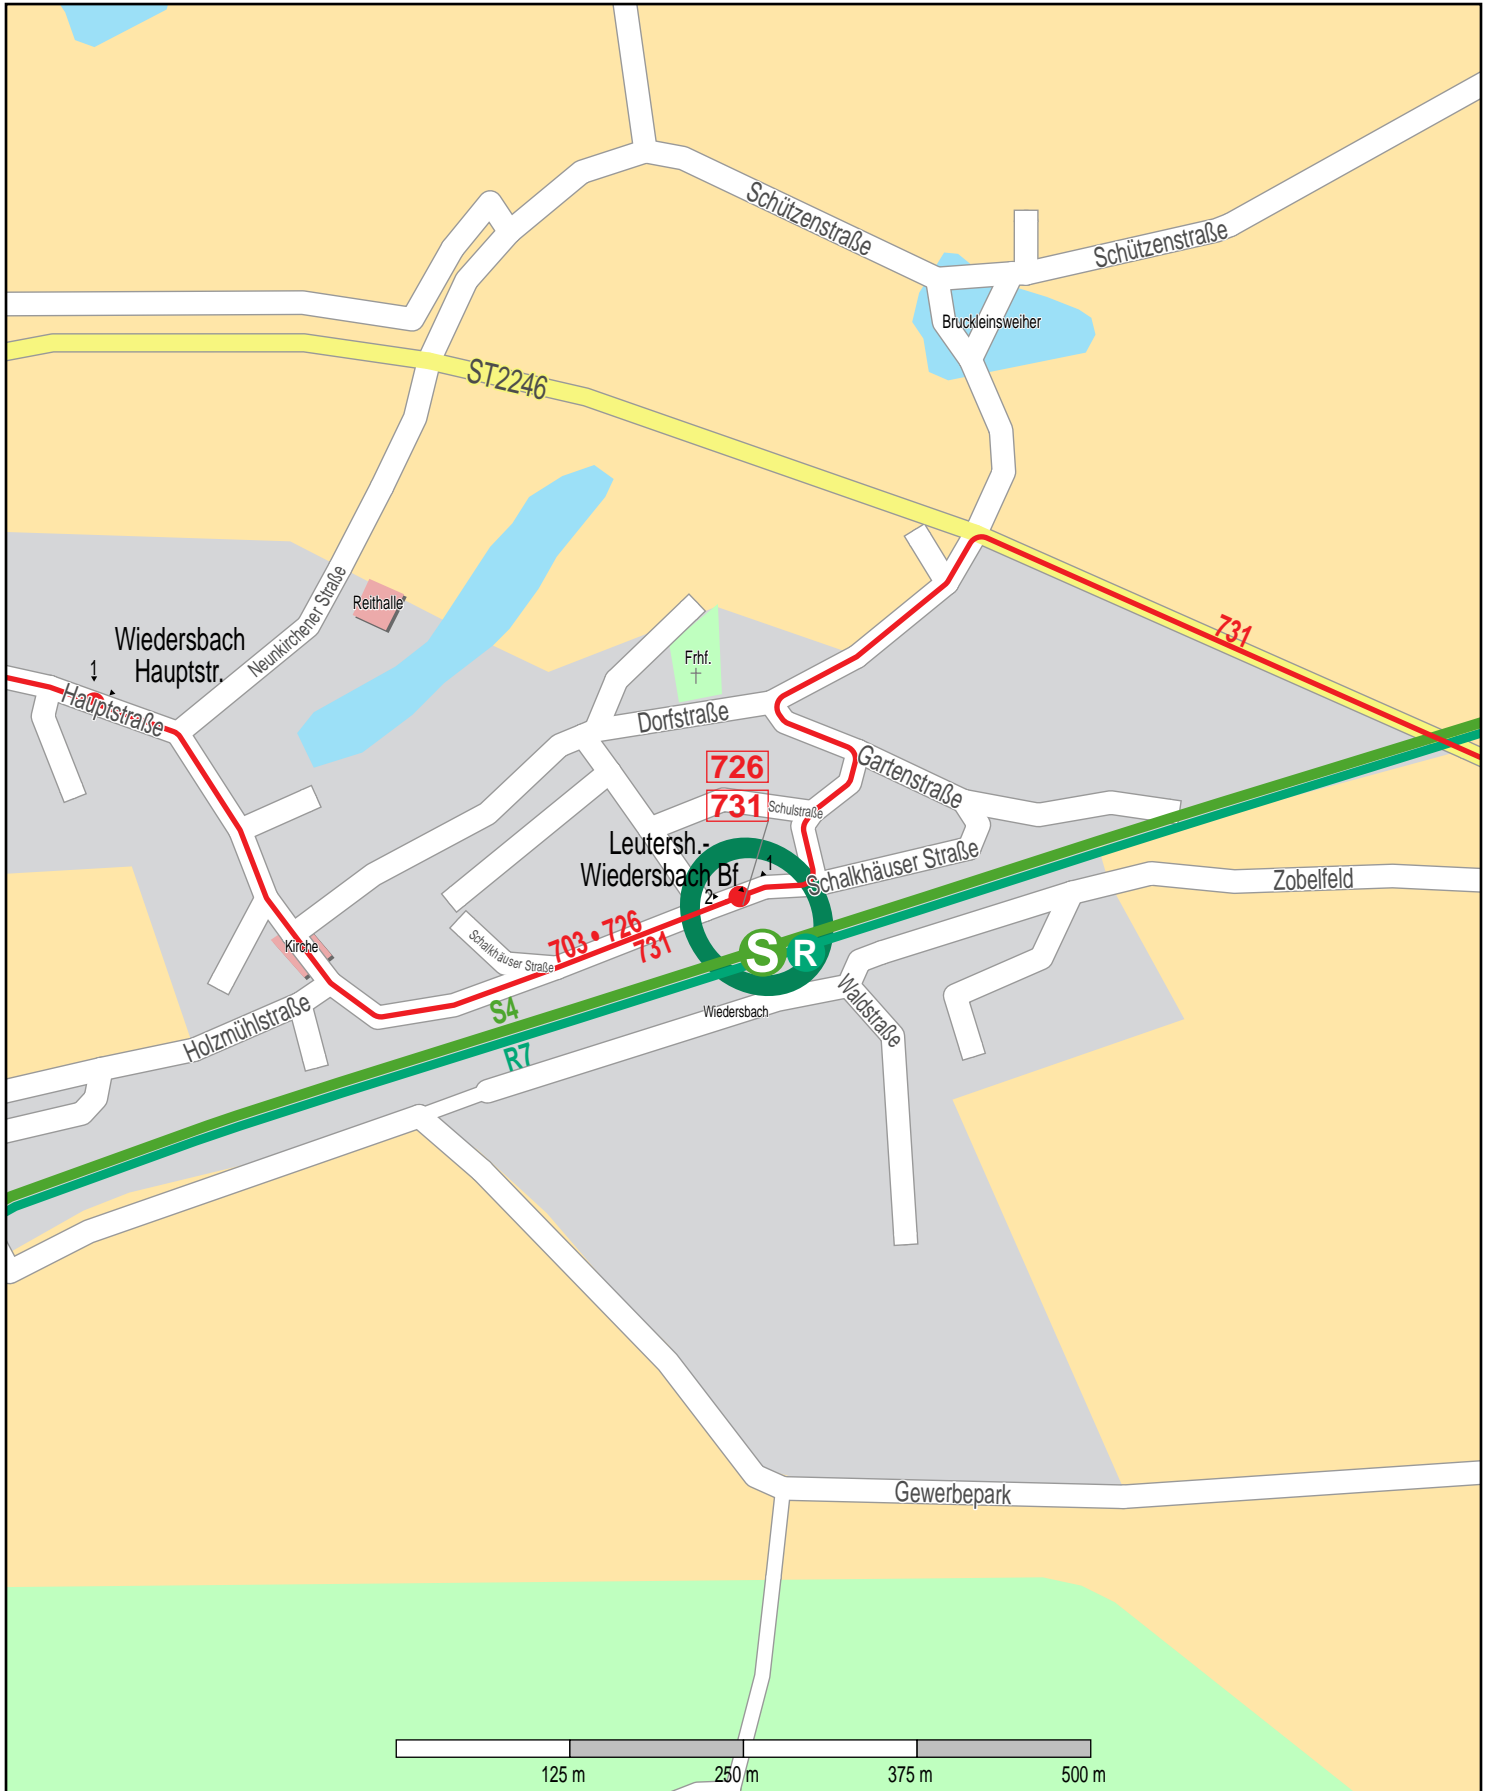 Schützenstraße
Schützenstraße
Bruckleinsweiher
ST2246
Neunkirchener Straße
Reithalle
Wiedersbach
Hauptstr.
1
Hauptstraße
731
Frhf.
Dorfstraße
726
731
Gartenstraße
Schulstraße
Leutersh.-
Wiedersbach Bf
1
2
Schalkhäuser Straße
Zobelfeld
703 • 726
731
Schalkhäuser Straße
Kirche
S
R
S4
R7
Wiedersbach
Waldstraße
Holzmühlstraße
Gewerbepark
125 m
250 m
375 m
500 m